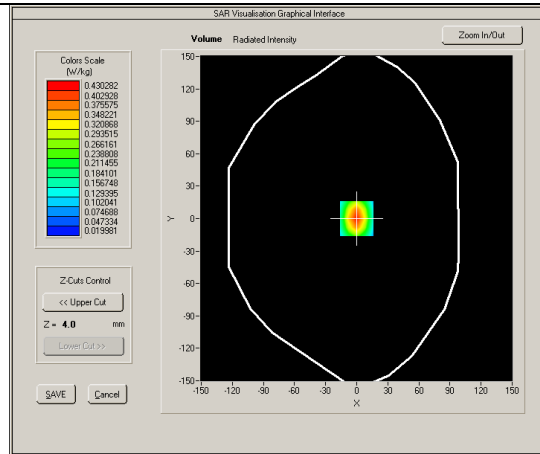 SAR Visualisation Graphical Interface
Volume Radiated Intensity
Zoom In/Out
Colors Scale
(W/kg)
0.430282
0.402928
0.375575
0.348221
0.320868
0.293515
0.266161
0.238808
0.211455
0.184101
0.156748
0.129395
0.102041
0.074688
0.047334
0.019981
Z-Cuts Control
<< Upper Cut
Z = 4.0 mm
Lower Cut >>
SAVE Cancel
150
120
90
60
30
0
-30
-60
-90
-120
-150
Y
-150 -120 -90 -60 -30 0 30 60 90 120 150
X